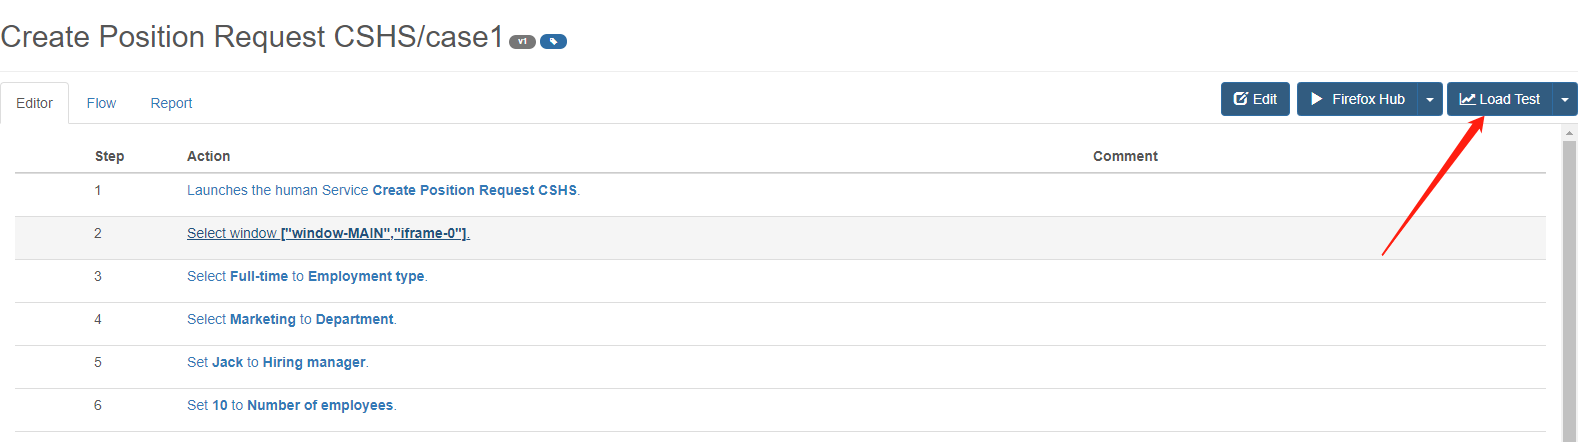 Create Position Request CSHS/case1 v1
Editor Flow Report Edit Firefox Hub Load Test
Step Action Comment
1 Launches the human Service Create Position Request CSHS.
2 Select window ["window-MAIN","iframe-0"].
3 Select Full-time to Employment type.
4 Select Marketing to Department.
5 Set Jack to Hiring manager.
6 Set 10 to Number of employees.